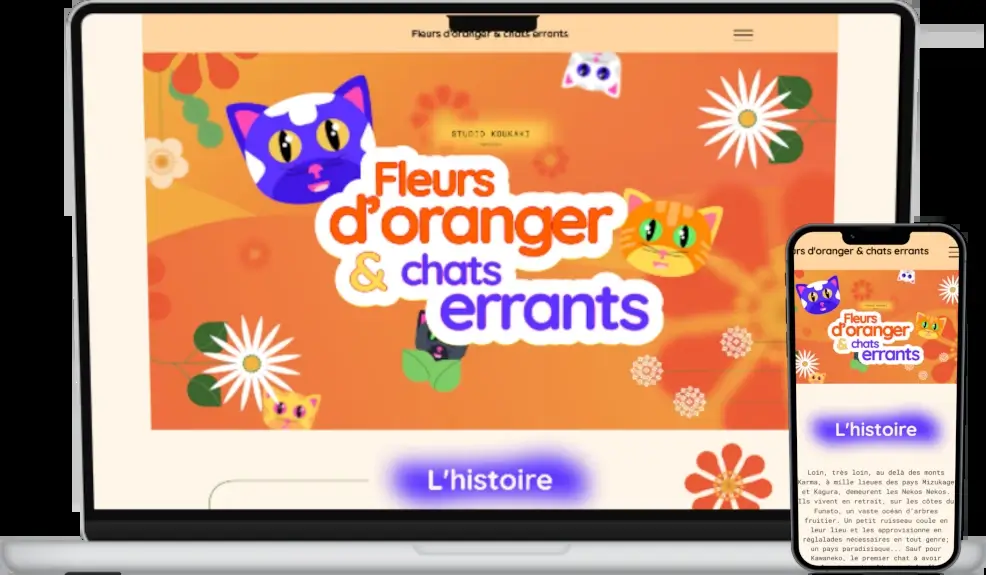 Fleurs d'oranger & chats errants
STUDIO KOUKAKI
Fleurs
d'oranger
& chats
errants
L'histoire
rs d'oranger & chats errants
Fleurs
d'oranger
& chats
errants
L'histoire
Loin, très loin, au delà des monts
Karma, à mille lieues des pays Mizukage
et Kagura, demeurent les Nekos Nekos.
Ils vivent en retrait, sur les côtes du
Funato, un vaste océan d'arbres
fruitier. Un petit ruisseau coule en
leur lieu et les approvisionne en
réglalades nécessaires en tout genre;
un pays paradisiaque... Sauf pour
Kawaneko, le premier chat à avoir